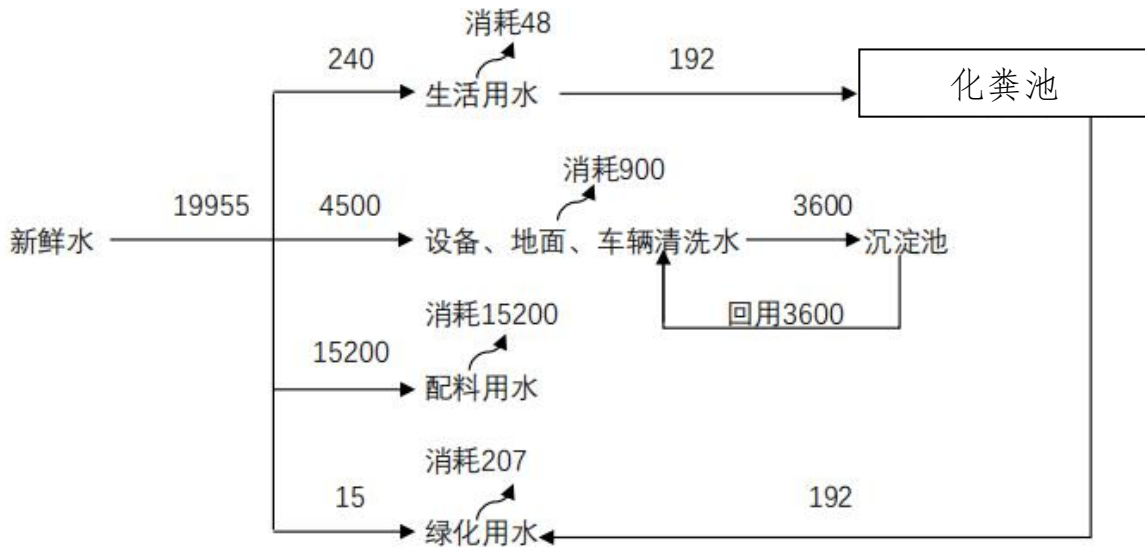 消耗48
240
192
生活用水
化粪池
消耗900
19955
4500
3600
新鲜水
设备、地面、车辆清洗水
沉淀池
消耗15200
回用3600
15200
配料用水
消耗207
15
192
绿化用水